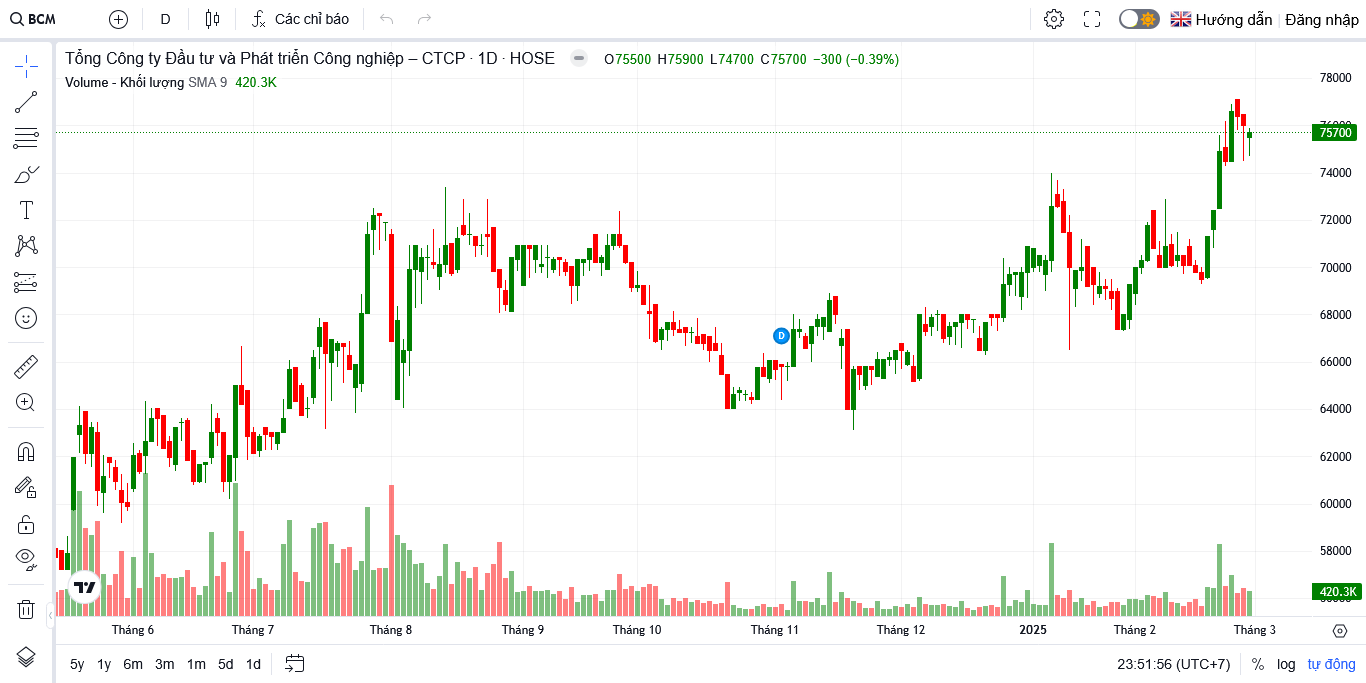 BCM D Các chỉ báo Hướng dẫn Đăng nhập
Tổng Công ty Đầu tư và Phát triển Công nghiệp – CTCP · 1D · HOSE O75500 H75900 L74700 C75700 −300 (−0.39%)
Volume - Khối lượng SMA 9 420.3K
78000
75700
74000
72000
70000
D
68000
66000
64000
62000
60000
58000
420.3K
Tháng 6 Tháng 7 Tháng 8 Tháng 9 Tháng 10 Tháng 11 Tháng 12 2025 Tháng 2 Tháng 3
5y 1y 6m 3m 1m 5d 1d 23:51:56 (UTC+7) % log tự động